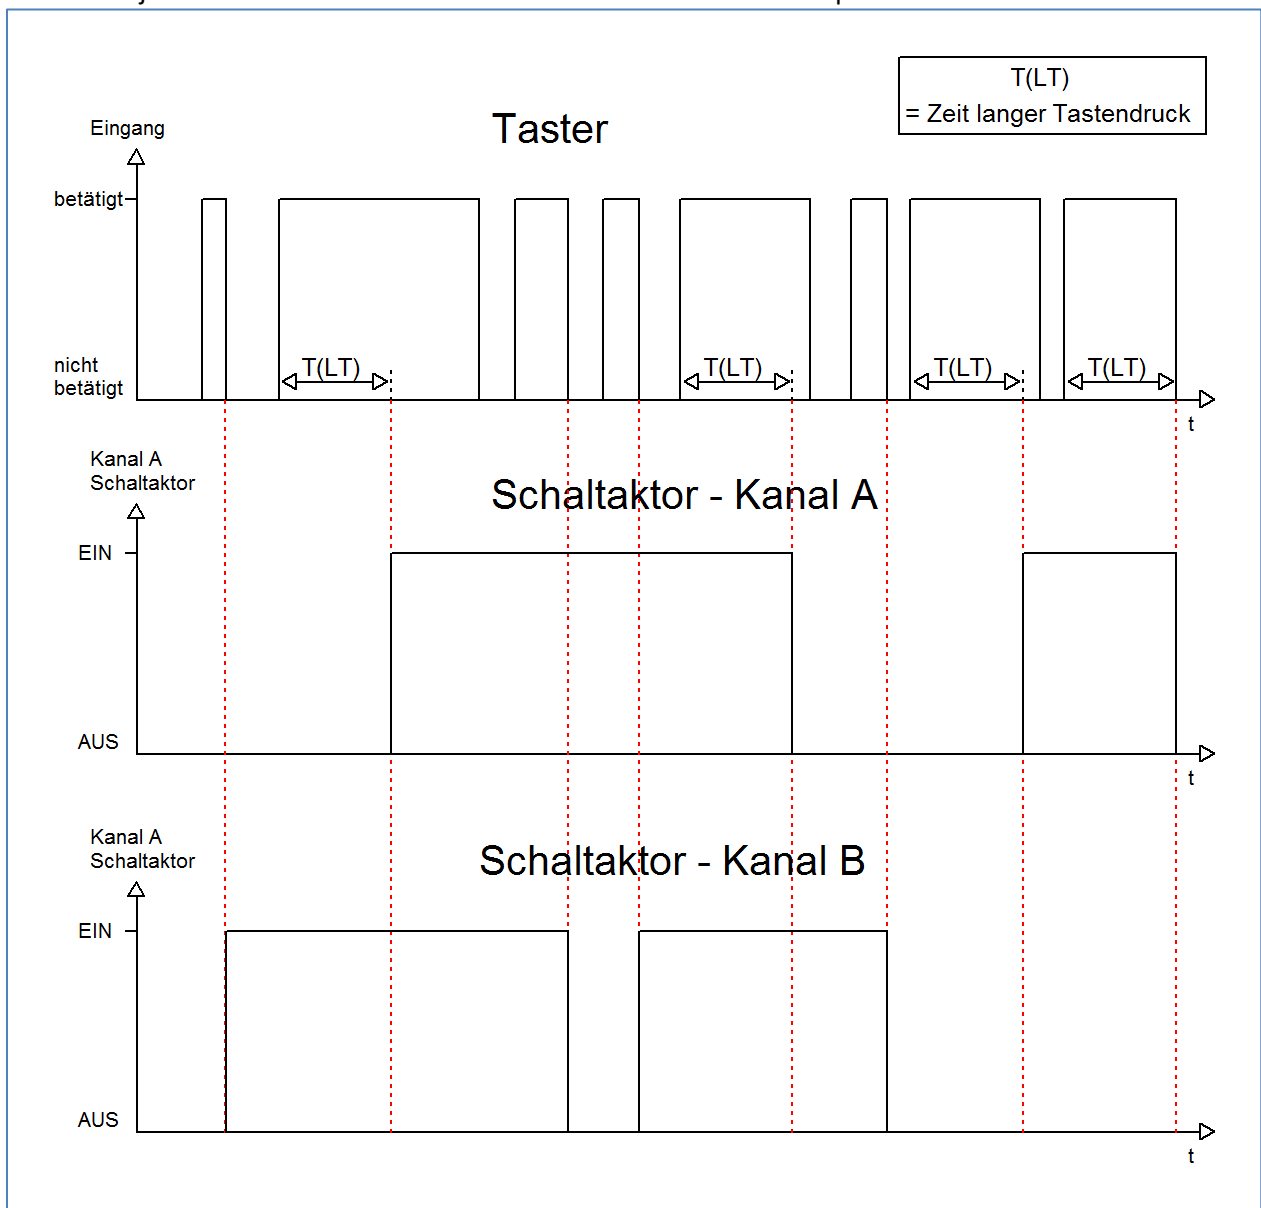 T(LT)
= Zeit langer Tastendruck
Taster
Eingang
betätigt
nicht
betätigt
T(LT)
T(LT)
T(LT)
T(LT)
t
Kanal A
Schaltaktor
Schaltaktor - Kanal A
EIN
AUS
t
Kanal A
Schaltaktor
Schaltaktor - Kanal B
EIN
AUS
t